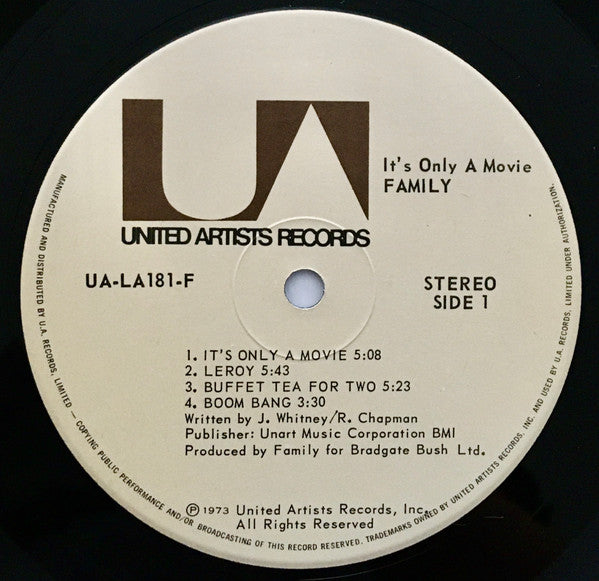 UA
UNITED ARTISTS RECORDS
It's Only A Movie
FAMILY
UA-LA181-F
STEREO
SIDE 1
1. IT'S ONLY A MOVIE 5:08
2. LEROY 5:43
3. BUFFET TEA FOR TWO 5:23
4. BOOM BANG 3:30
Written by J. Whitney/R. Chapman
Publisher: Unart Music Corporation BMI
Produced by Family for Bradgate Bush Ltd.
Ⓟ 1973 United Artists Records, Inc.
All Rights Reserved
MANUFACTURED AND DISTRIBUTED BY U.A. RECORDS, LIMITED — COPYING PUBLIC PERFORMANCE AND/OR BROADCASTING OF THIS RECORD RESERVED. TRADEMARKS OWNED BY UNITED ARTISTS RECORDS, INC. AND USED BY U.A. RECORDS, LIMITED UNDER AUTHORIZATION.